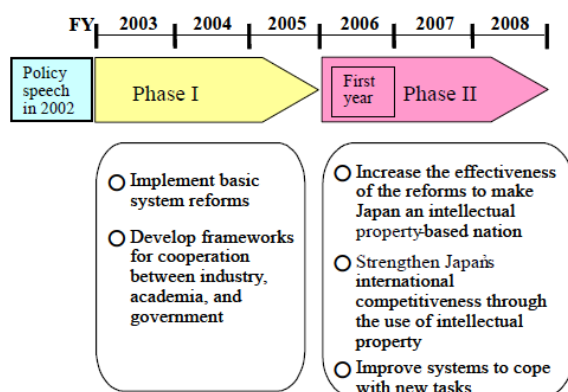 FY 2003 2004 2005 2006 2007 2008
Policy
speech
in 2002
Phase I
First
year
Phase II
Implement basic
system reforms
Develop frameworks
for cooperation
between industry,
academia, and
government
Increase the effectiveness
of the reforms to make
Japan an intellectual
property-based nation
Strengthen Japan's
international
competitiveness through
the use of intellectual
property
Improve systems to cope
with new tasks